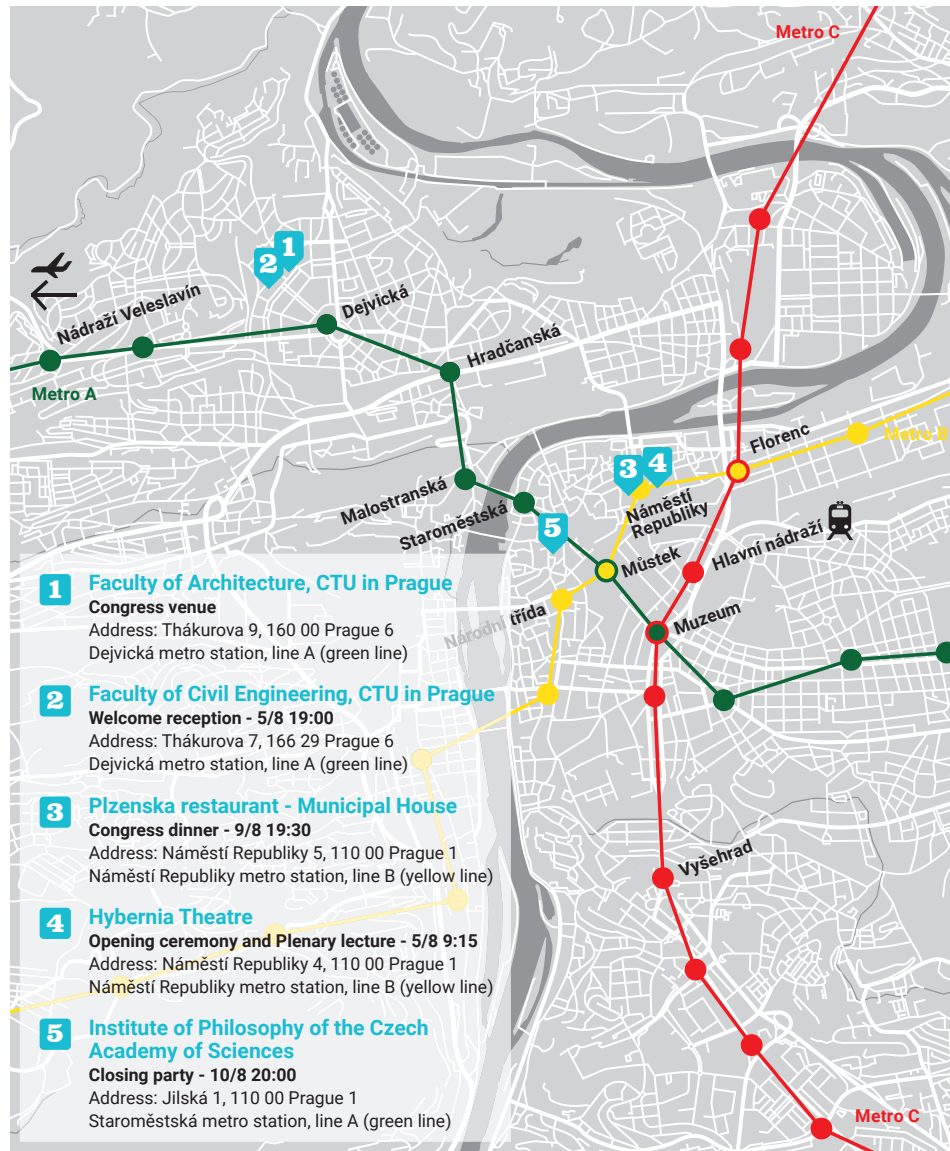 Metro C
1
2
Nádraží Veleslavín
Dejvická
Hradčanská
Metro A
Florenc
Metro B
3
4
Malostranská
Náměstí
Republiky
Staroměstská
5
Hlavní nádraží
Můstek
Národní třída
Muzeum
Vyšehrad
Metro C
1
Faculty of Architecture, CTU in Prague
Congress venue
Address: Thákurova 9, 160 00 Prague 6
Dejvická metro station, line A (green line)
2
Faculty of Civil Engineering, CTU in Prague
Welcome reception - 5/8 19:00
Address: Thákurova 7, 166 29 Prague 6
Dejvická metro station, line A (green line)
3
Plzenska restaurant - Municipal House
Congress dinner - 9/8 19:30
Address: Náměstí Republiky 5, 110 00 Prague 1
Náměstí Republiky metro station, line B (yellow line)
4
Hybernia Theatre
Opening ceremony and Plenary lecture - 5/8 9:15
Address: Náměstí Republiky 4, 110 00 Prague 1
Náměstí Republiky metro station, line B (yellow line)
5
Institute of Philosophy of the Czech
Academy of Sciences
Closing party - 10/8 20:00
Address: Jilská 1, 110 00 Prague 1
Staroměstská metro station, line A (green line)